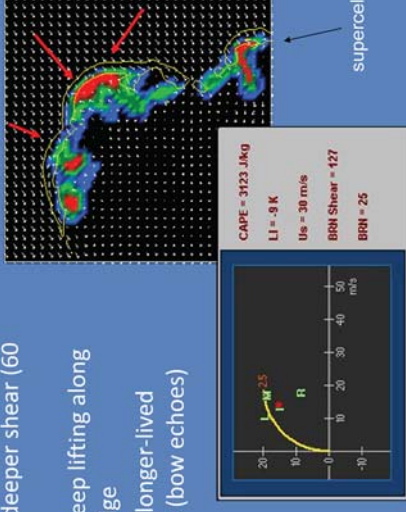 deeper shear (60
eep lifting along
ge
longer-lived
(bow echoes)
supercel
CAPE = 3123 J/kg
LI = -9 K
Us = 30 m/s
BRN Shear = 127
BRN = 25
20
10
0
-10
10 20 30 40 50
m/s
L M 2.5
R